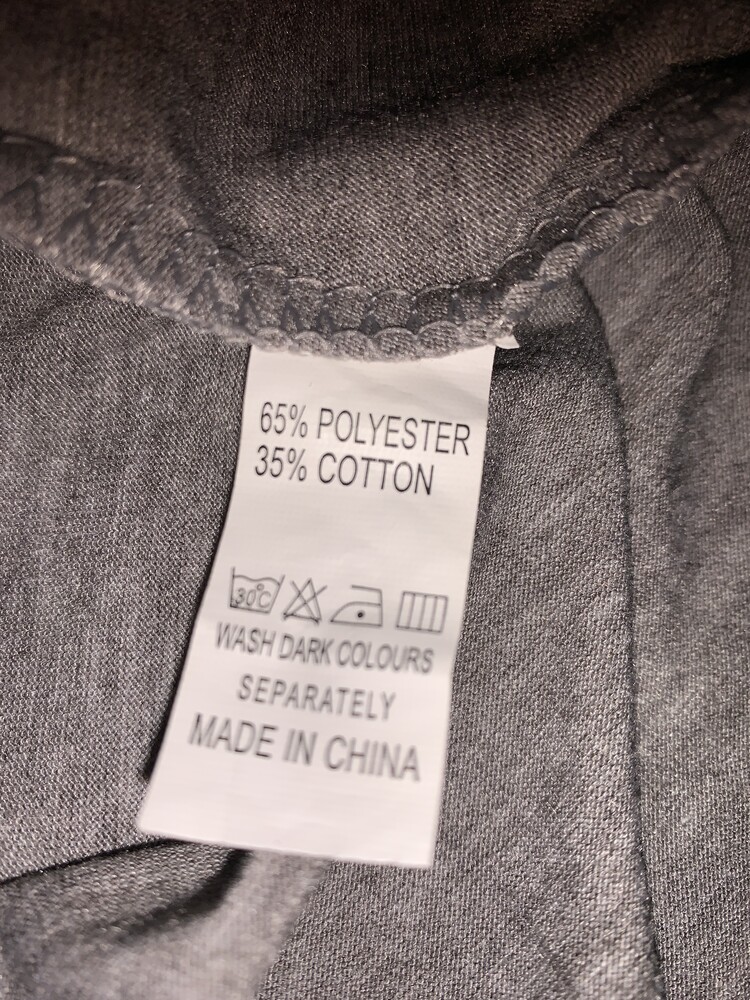 65% POLYESTER
35% COTTON
30°C
WASH DARK COLOURS
SEPARATELY
MADE IN CHINA